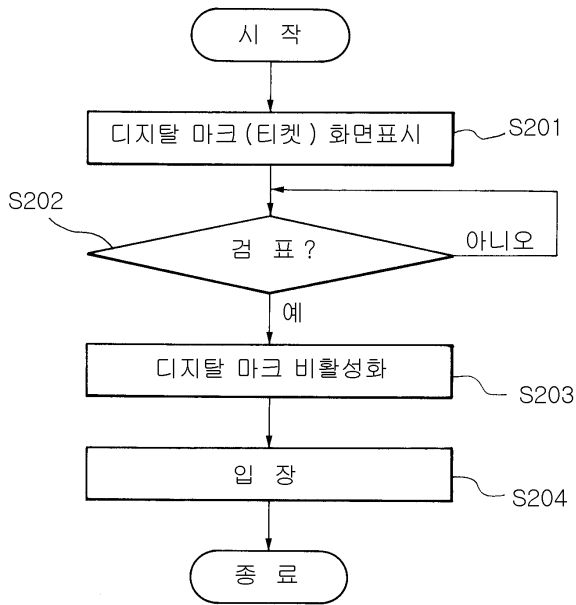 시 작
디지탈 마크(티켓) 화면표시
S201
S202
검 표?
아니오
예
디지탈 마크 비활성화
S203
입 장
S204
종 료